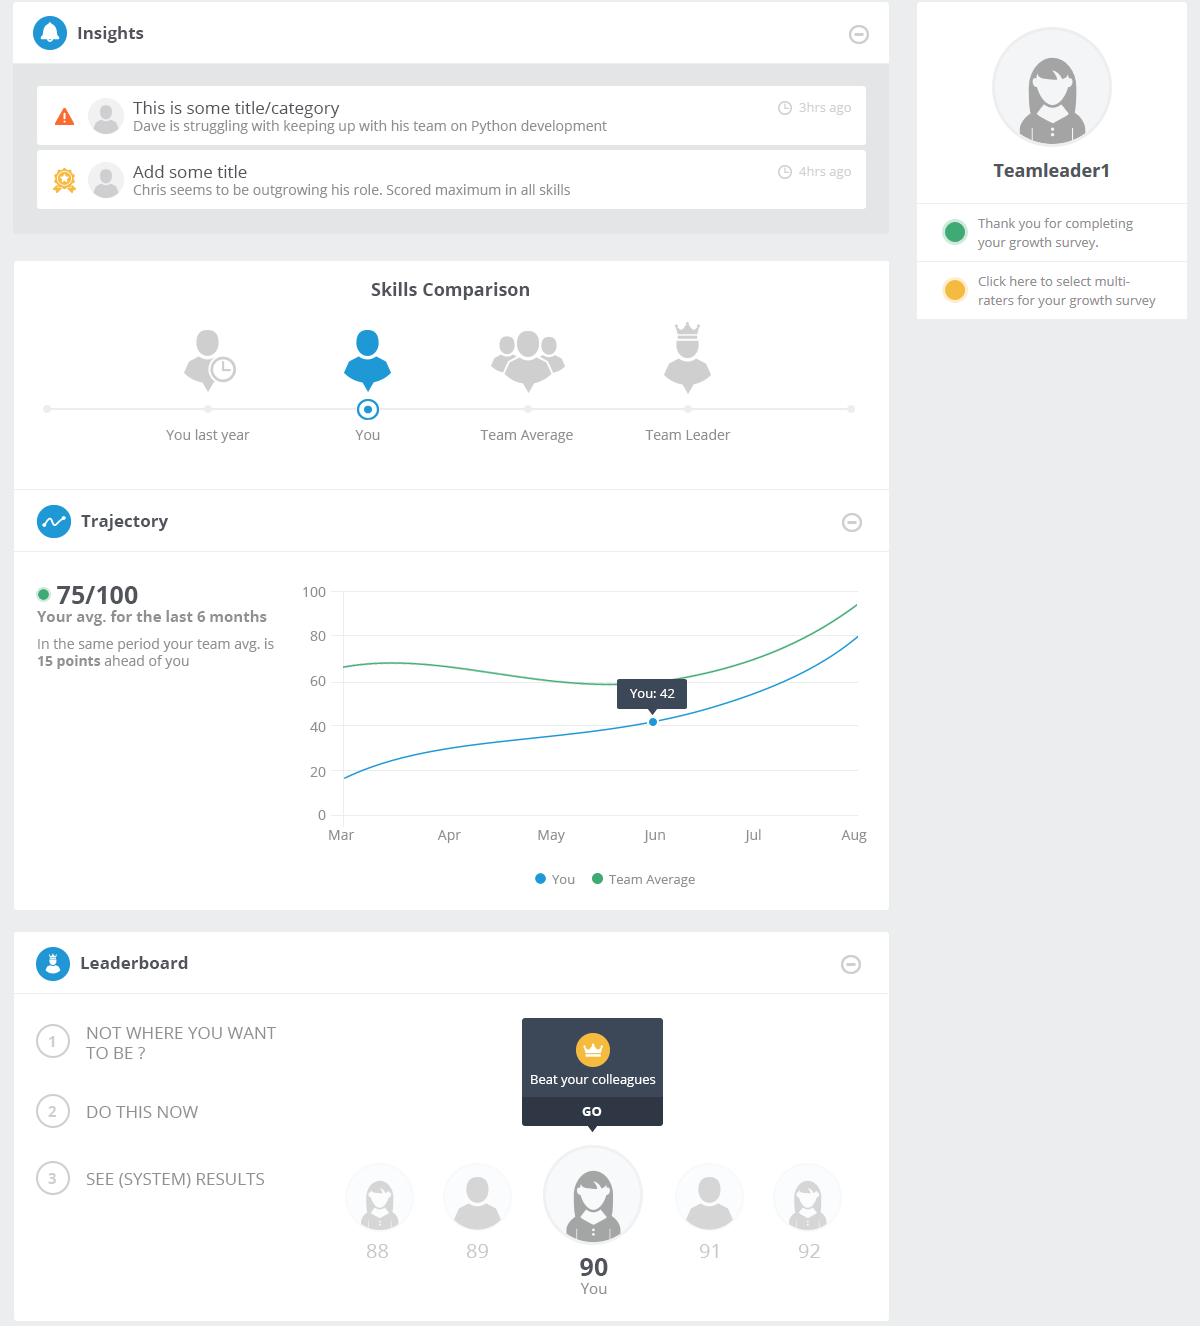 Insights
This is some title/category
3hrs ago
Dave is struggling with keeping up with his team on Python development
Add some title
4hrs ago
Chris seems to be outgrowing his role. Scored maximum in all skills
Teamleader1
Thank you for completing
your growth survey.
Click here to select multi-
raters for your growth survey
Skills Comparison
You last year
You
Team Average
Team Leader
Trajectory
75/100
Your avg. for the last 6 months
In the same period your team avg. is
15 points ahead of you
100
80
60
40
20
0
You: 42
Mar
Apr
May
Jun
Jul
Aug
You
Team Average
Leaderboard
1
NOT WHERE YOU WANT
TO BE ?
2
DO THIS NOW
3
SEE (SYSTEM) RESULTS
Beat your colleagues
GO
88
89
90
You
91
92